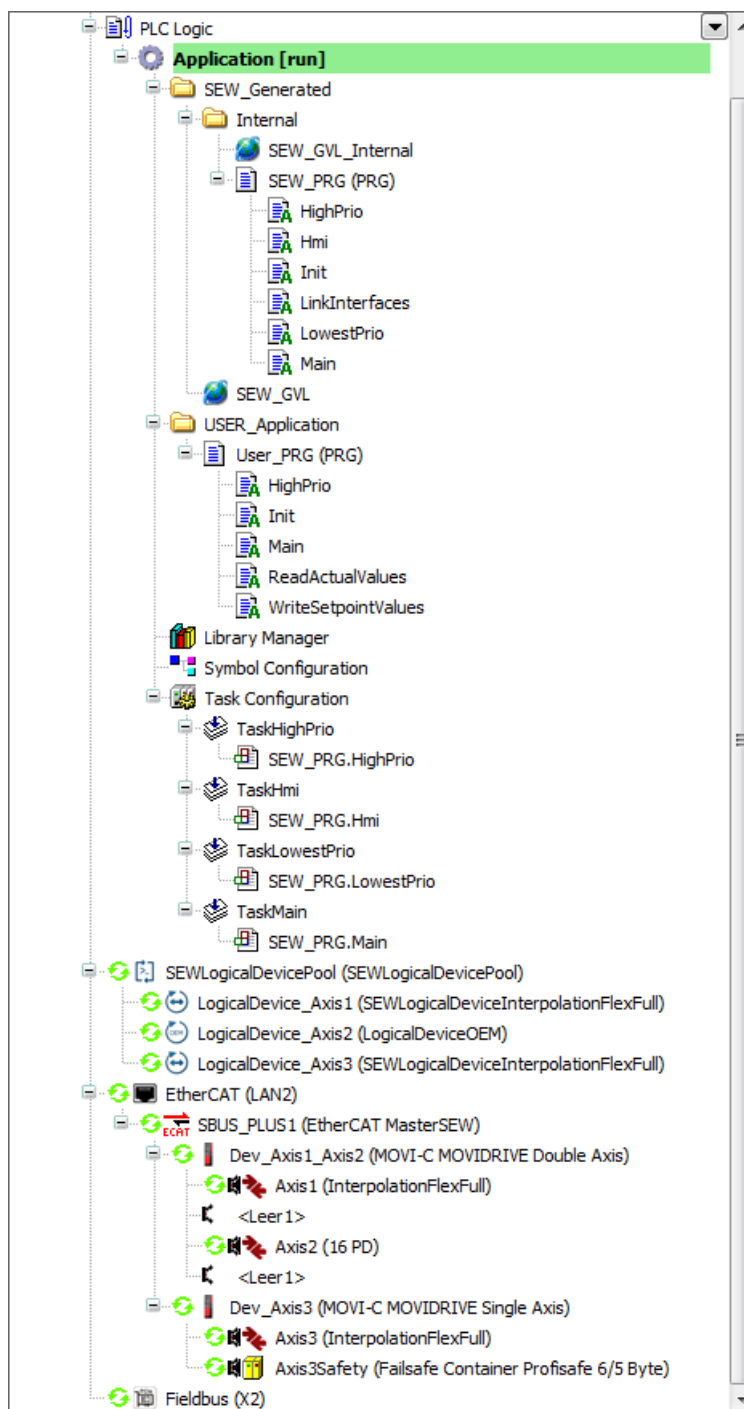 PLC Logic
Application [run]
SEW_Generated
Internal
SEW_GVL_Internal
SEW_PRG (PRG)
HighPrio
Hmi
Init
LinkInterfaces
LowestPrio
Main
SEW_GVL
USER_Application
User_PRG (PRG)
HighPrio
Init
Main
ReadActualValues
WriteSetpointValues
Library Manager
Symbol Configuration
Task Configuration
TaskHighPrio
SEW_PRG.HighPrio
TaskHmi
SEW_PRG.Hmi
TaskLowestPrio
SEW_PRG.LowestPrio
TaskMain
SEW_PRG.Main
SEWLogicalDevicePool (SEWLogicalDevicePool)
LogicalDevice_Axis1 (SEWLogicalDeviceInterpolationFlexFull)
LogicalDevice_Axis2 (LogicalDeviceOEM)
LogicalDevice_Axis3 (SEWLogicalDeviceInterpolationFlexFull)
EtherCAT (LAN2)
ECAT SBUS_PLUS1 (EtherCAT MasterSEW)
Dev_Axis1_Axis2 (MOVI-C MOVIDRIVE Double Axis)
Axis1 (InterpolationFlexFull)
<Leer1>
Axis2 (16 PD)
<Leer1>
Dev_Axis3 (MOVI-C MOVIDRIVE Single Axis)
Axis3 (InterpolationFlexFull)
Axis3Safety (Failsafe Container Profisafe 6/5 Byte)
Fieldbus (X2)